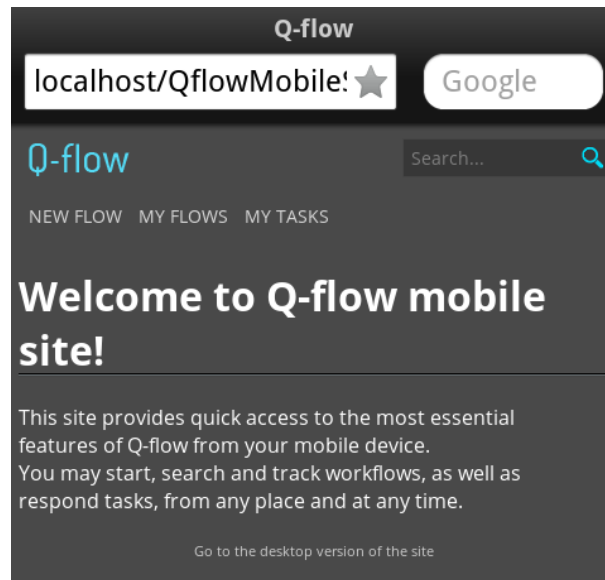 Q-flow
localhost/QflowMobileS Google
Q-flow Search...
NEW FLOW MY FLOWS MY TASKS
Welcome to Q-flow mobile
site!
This site provides quick access to the most essential
features of Q-flow from your mobile device.
You may start, search and track workflows, as well as
respond tasks, from any place and at any time.
Go to the desktop version of the site